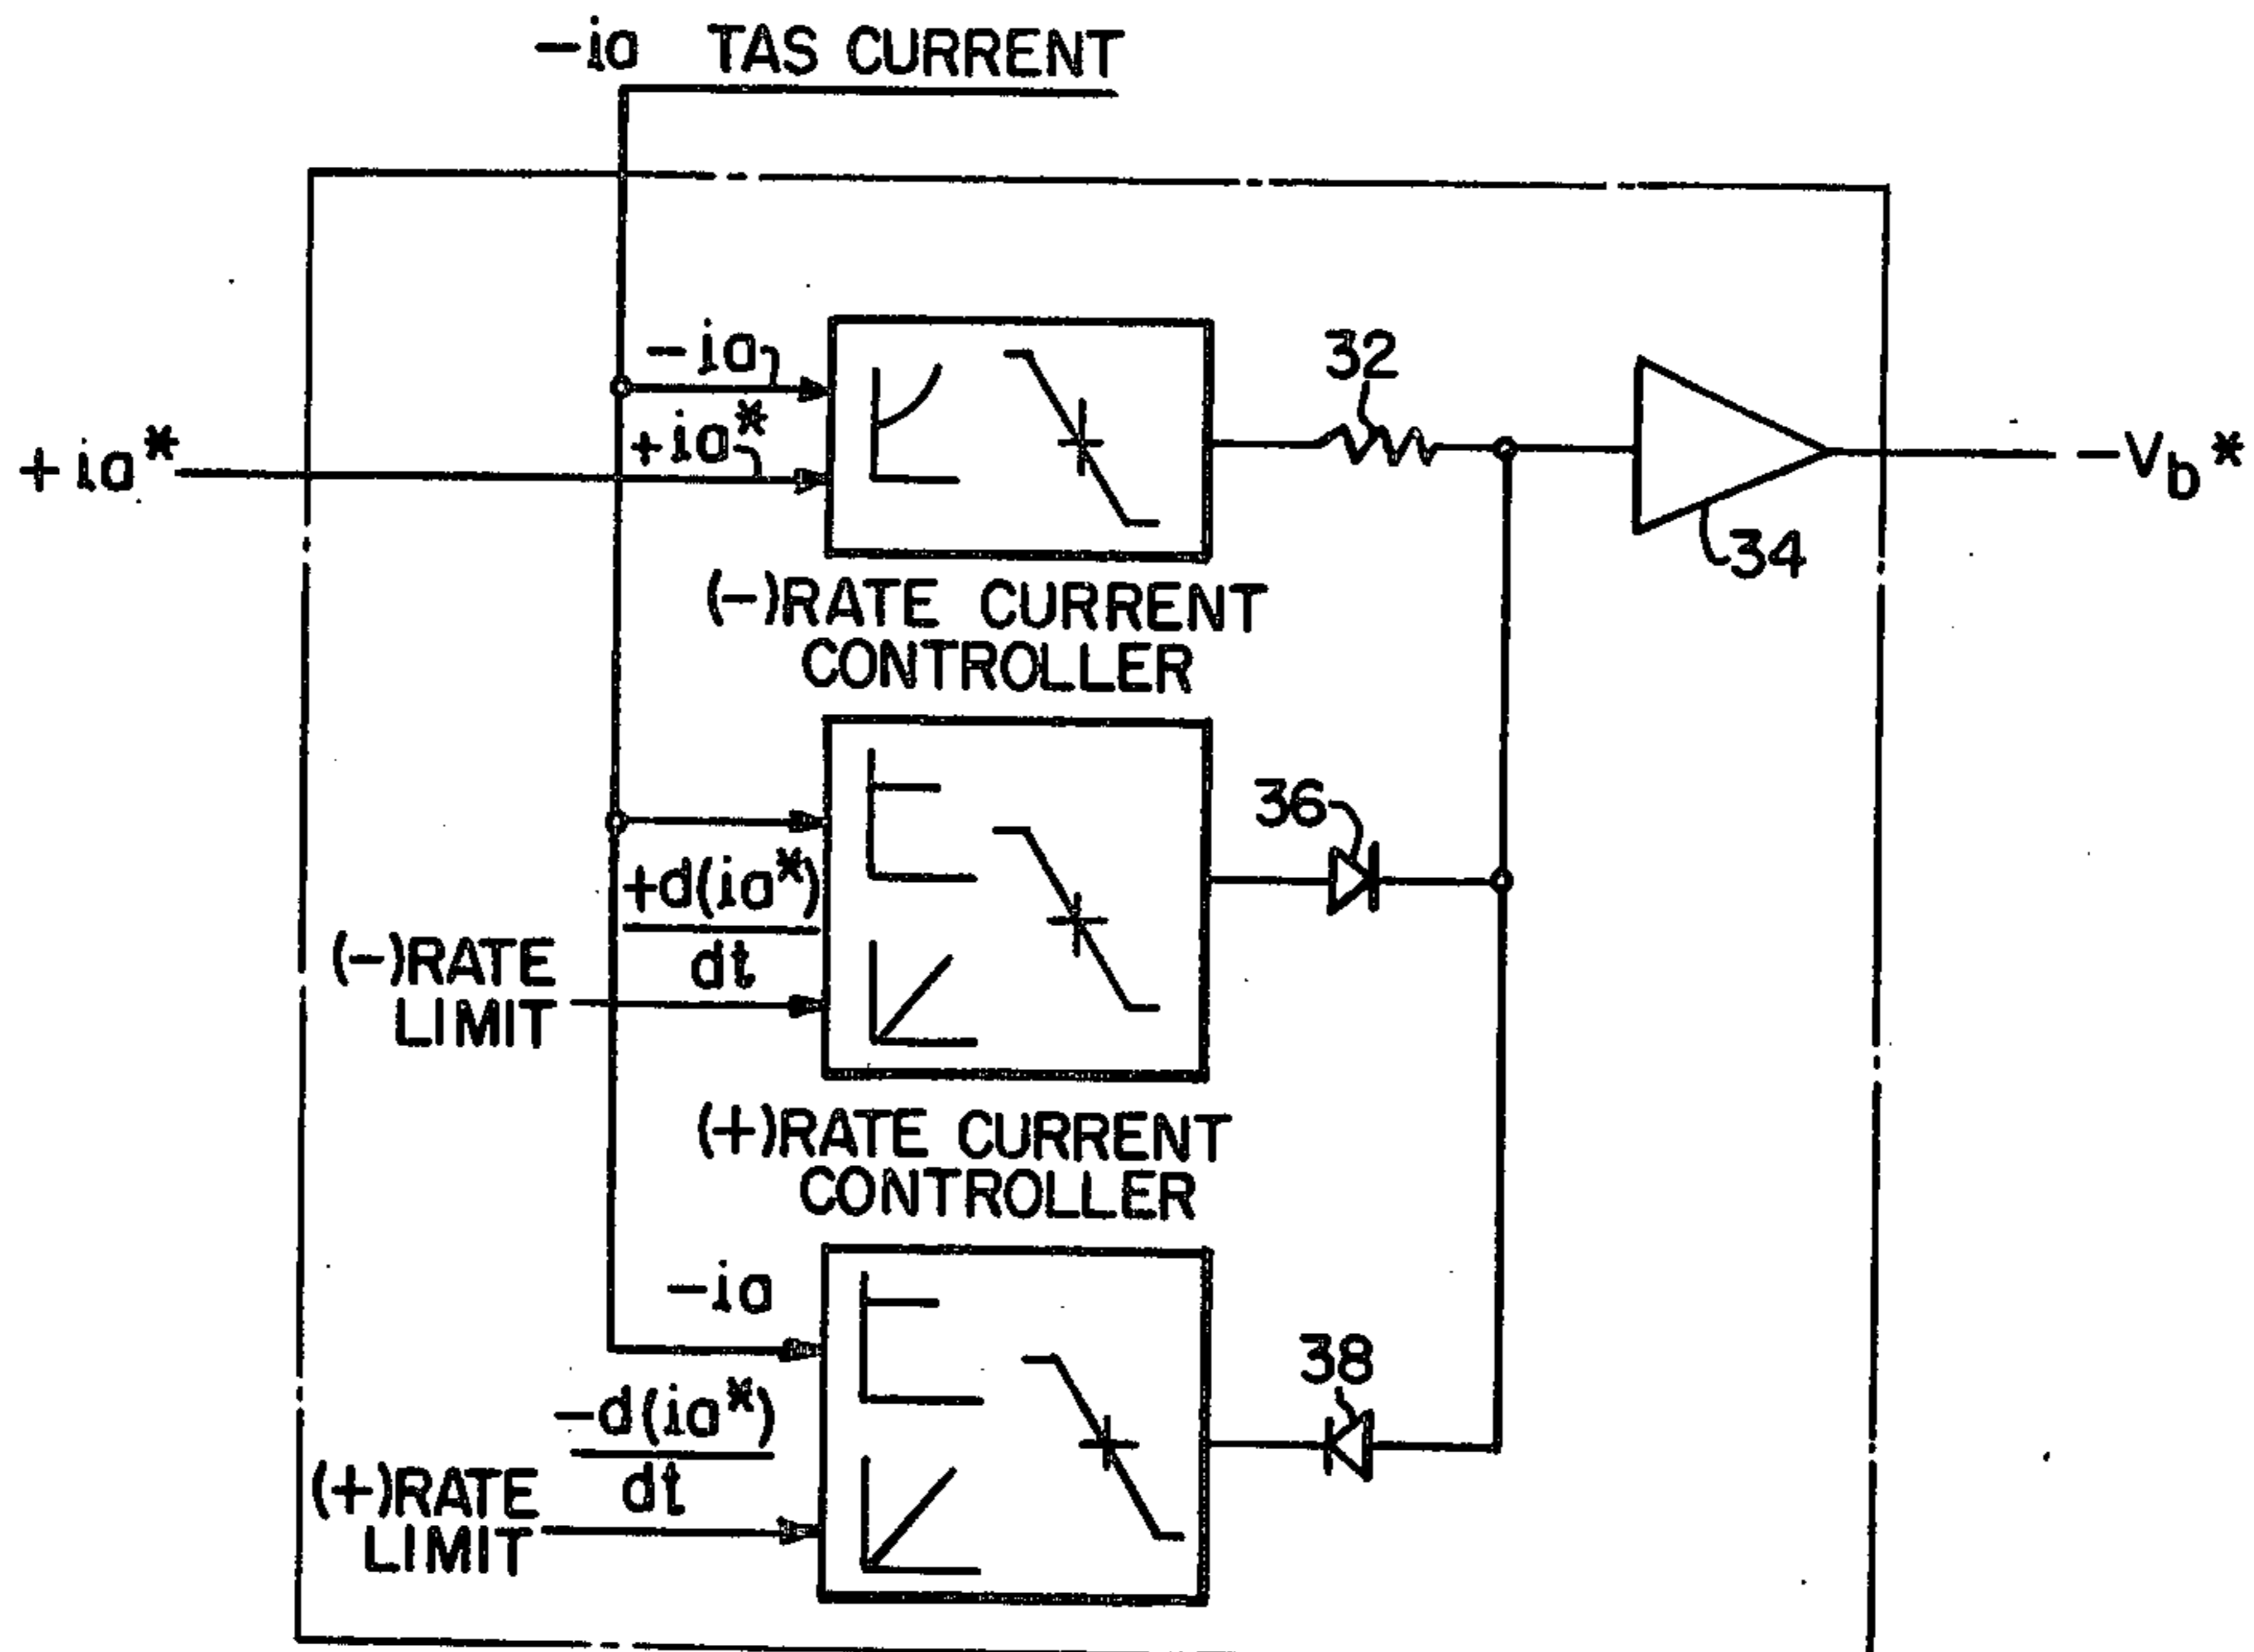 -ia TAS CURRENT
-ia
+ia*
+ia*
32
34
-Vb*
(-)RATE CURRENT
CONTROLLER
36
+d(ia*)
dt
(-)RATE
LIMIT
(+)RATE CURRENT
CONTROLLER
-ia
38
-d(ia*)
dt
(+)RATE
LIMIT